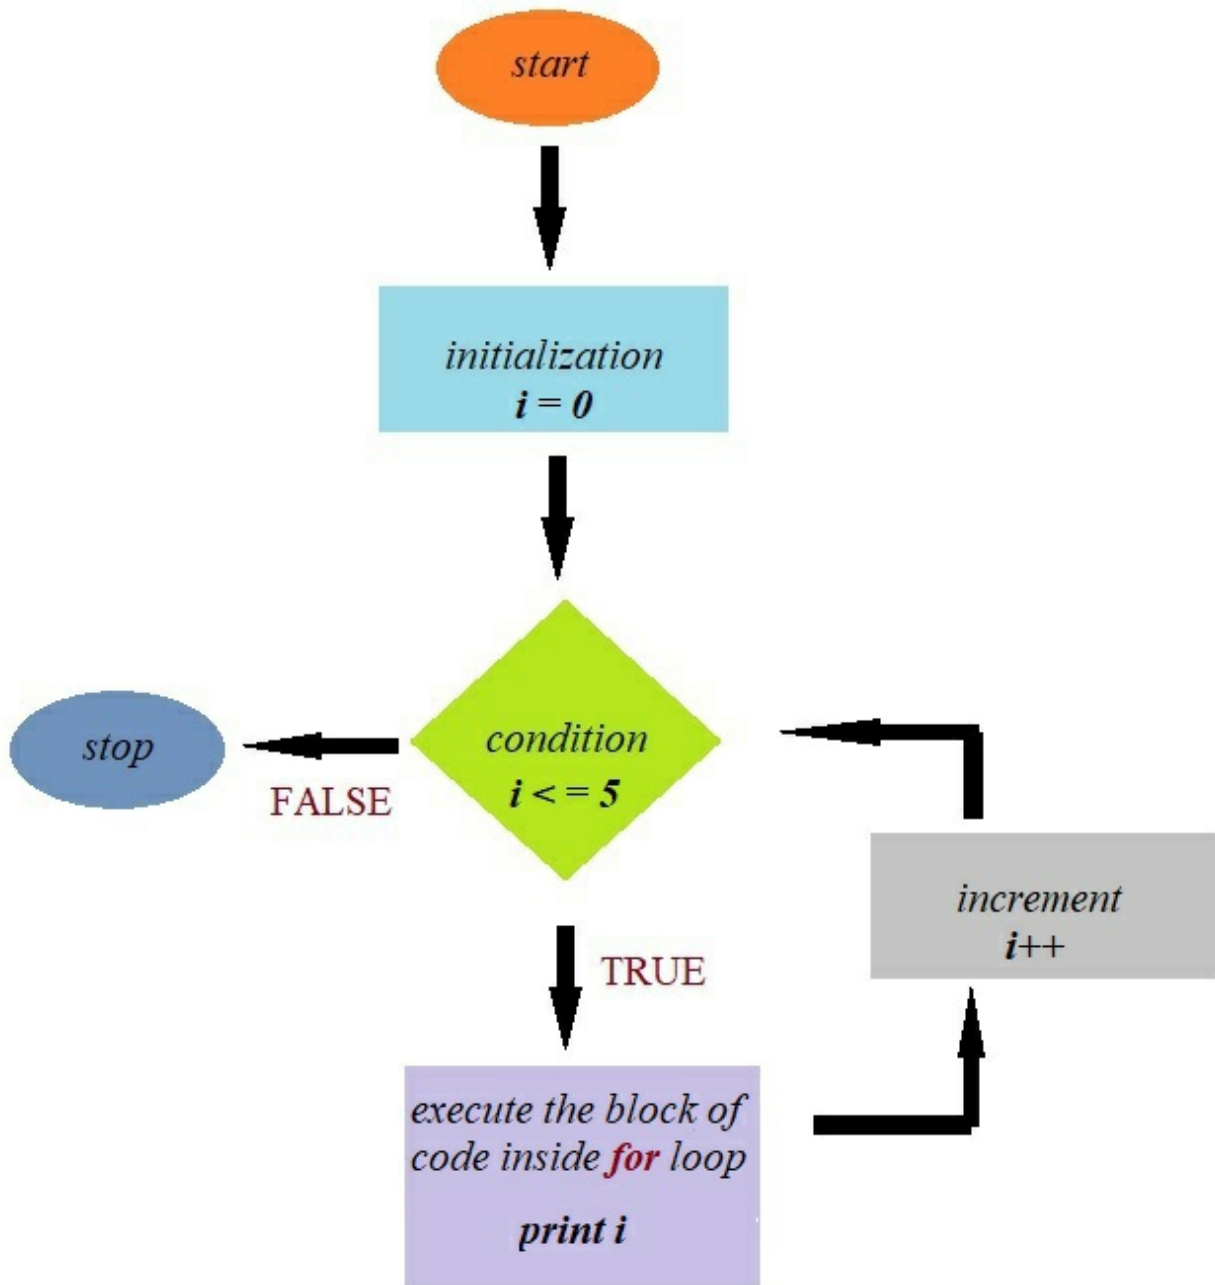 start
initialization
i = 0
condition
i < = 5
stop
FALSE
TRUE
increment
i++
execute the block of
code inside for loop
print i